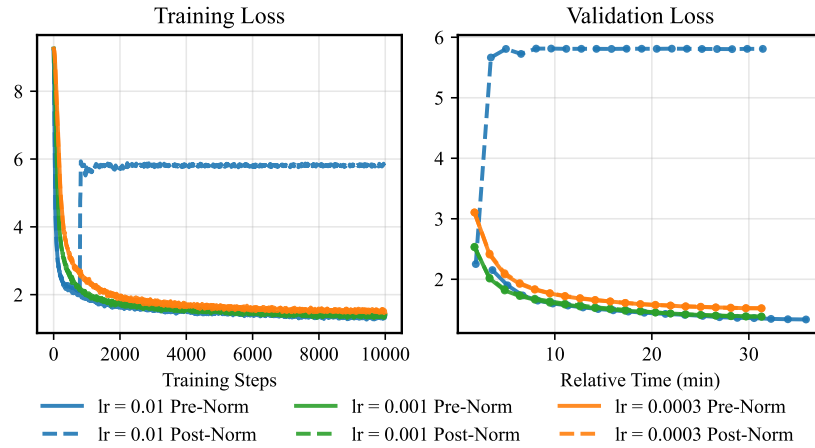 Training Loss
Validation Loss
8
6
4
2
0
2000
4000
6000
8000
10000
Training Steps
6
5
4
3
2
10
20
30
Relative Time (min)
lr = 0.01 Pre-Norm
lr = 0.001 Pre-Norm
lr = 0.0003 Pre-Norm
lr = 0.01 Post-Norm
lr = 0.001 Post-Norm
lr = 0.0003 Post-Norm